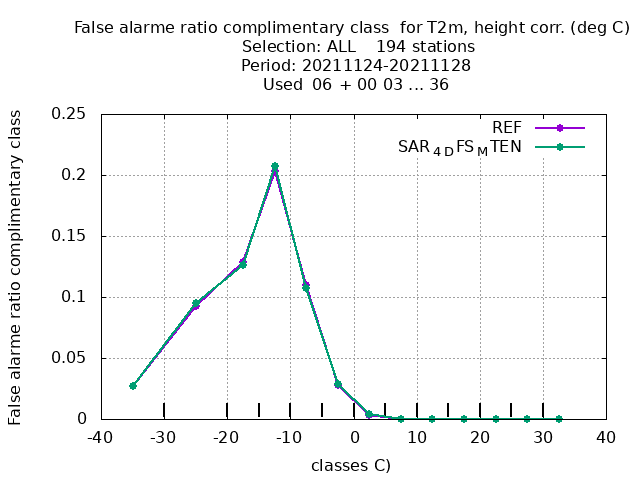 False alarme ratio complimentary class  for T2m, height corr. (deg C)
Selection: ALL    194 stations
Period: 20211124-20211128
Used  06 + 00 03 ... 36
False alarme ratio complimentary class
REF
SAR4DFSMTEN
0.25
0.2
0.15
0.1
0.05
0
-40 -30 -20 -10 0 10 20 30 40
classes C)